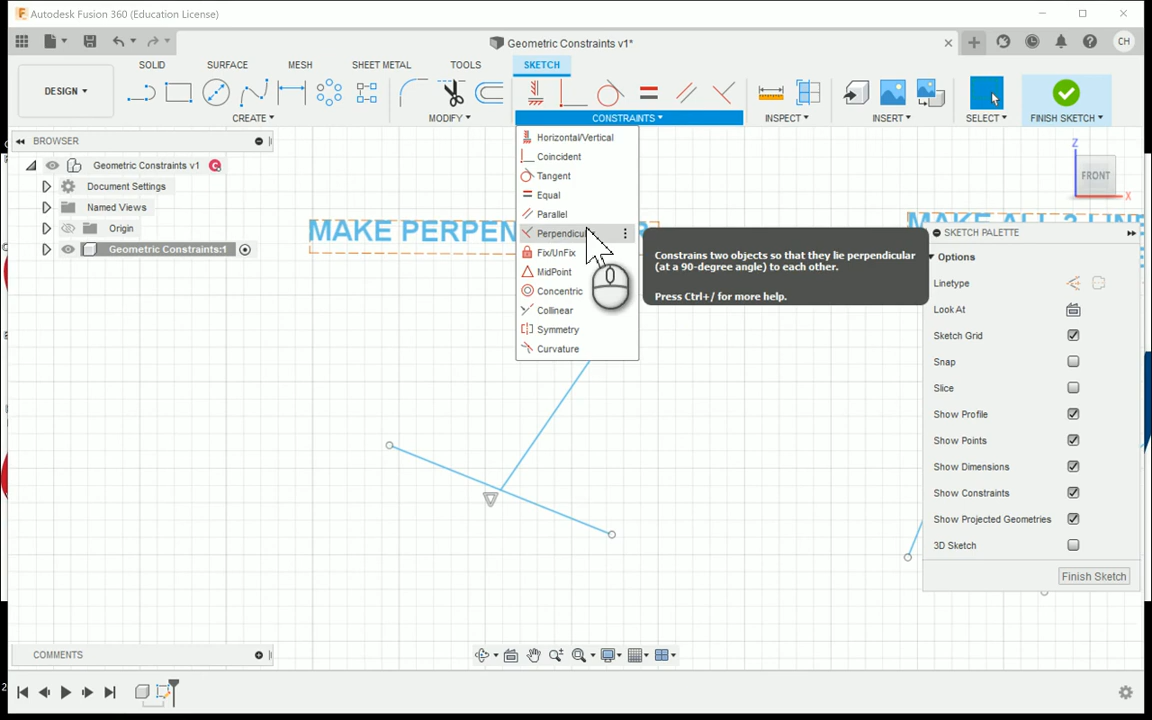 Autodesk Fusion 360 (Education License)
Geometric Constraints v1*
CH
SOLID
SURFACE
MESH
SHEET METAL
TOOLS
SKETCH
DESIGN
CREATE
MODIFY
CONSTRAINTS
INSPECT
INSERT
SELECT
FINISH SKETCH
BROWSER
Geometric Constraints v1
Document Settings
Named Views
Origin
Geometric Constraints:1
Horizontal/Vertical
Coincident
Tangent
Equal
Parallel
Perpendicu
Fix/UnFix
MidPoint
Concentric
Collinear
Symmetry
Curvature
Constrains two objects so that they lie perpendicular
(at a 90-degree angle) to each other.
Press Ctrl+/ for more help.
MAKE PERPEN
MAKE ALL 3 LINE
Z
FRONT
X
SKETCH PALETTE
Options
Linetype
Look At
Sketch Grid
Snap
Slice
Show Profile
Show Points
Show Dimensions
Show Constraints
Show Projected Geometries
3D Sketch
Finish Sketch
COMMENTS